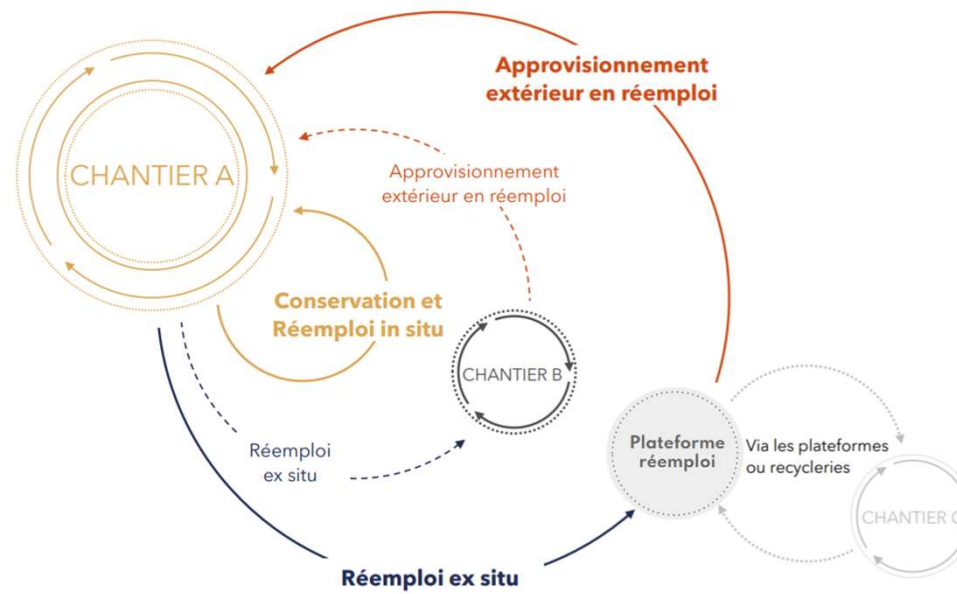 Approvisionnement
extérieur en réemploi
CHANTIER A
Approvisionnement
extérieur en réemploi
Conservation et
Réemploi in situ
CHANTIER B
Réemploi
ex situ
Plateforme
réemploi
Via les plateformes
ou recycleries
CHANTIER
Réemploi ex situ